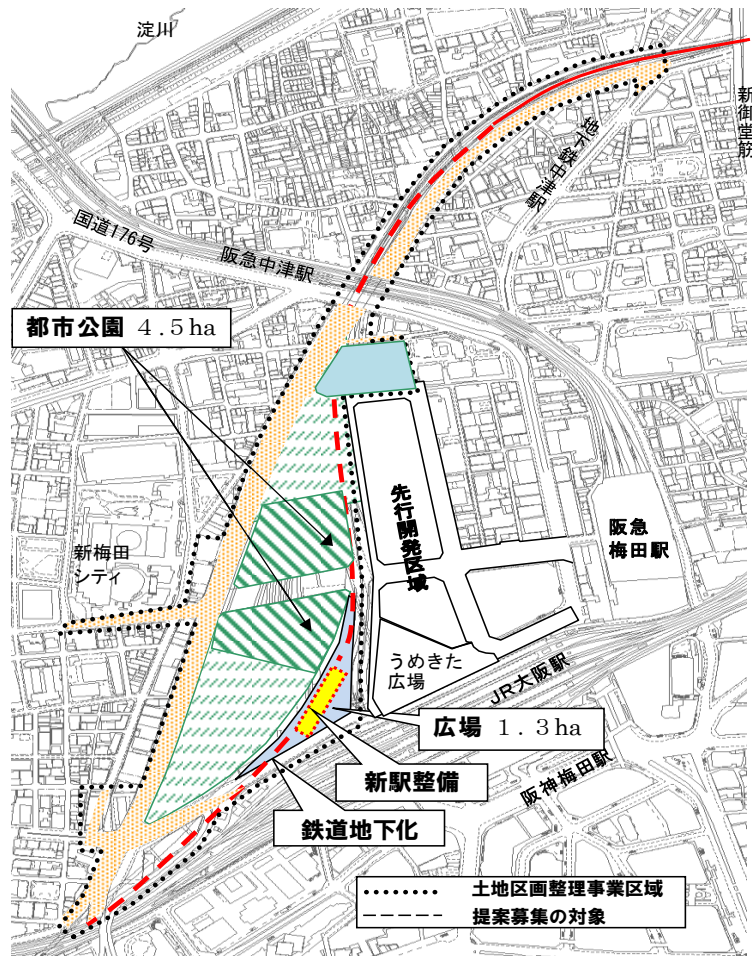 淀川
新御堂筋
地下鉄中津駅
国道176号
阪急中津駅
都市公園 4.5ha
先行開発区域
阪急
梅田駅
新梅田
シティ
うめきた
広場
JR大阪駅
広場 1.3ha
新駅整備
阪神梅田駅
鉄道地下化
土地区画整理事業区域
提案募集の対象